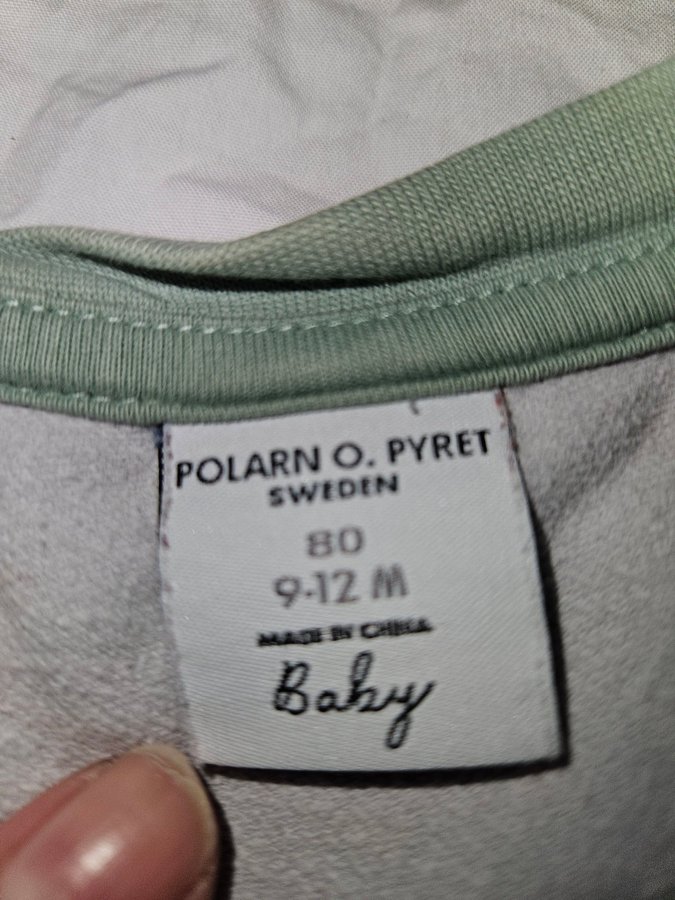 POLARN O. PYRET
SWEDEN
80
9-12 M
MADE IN CHINA
Baby